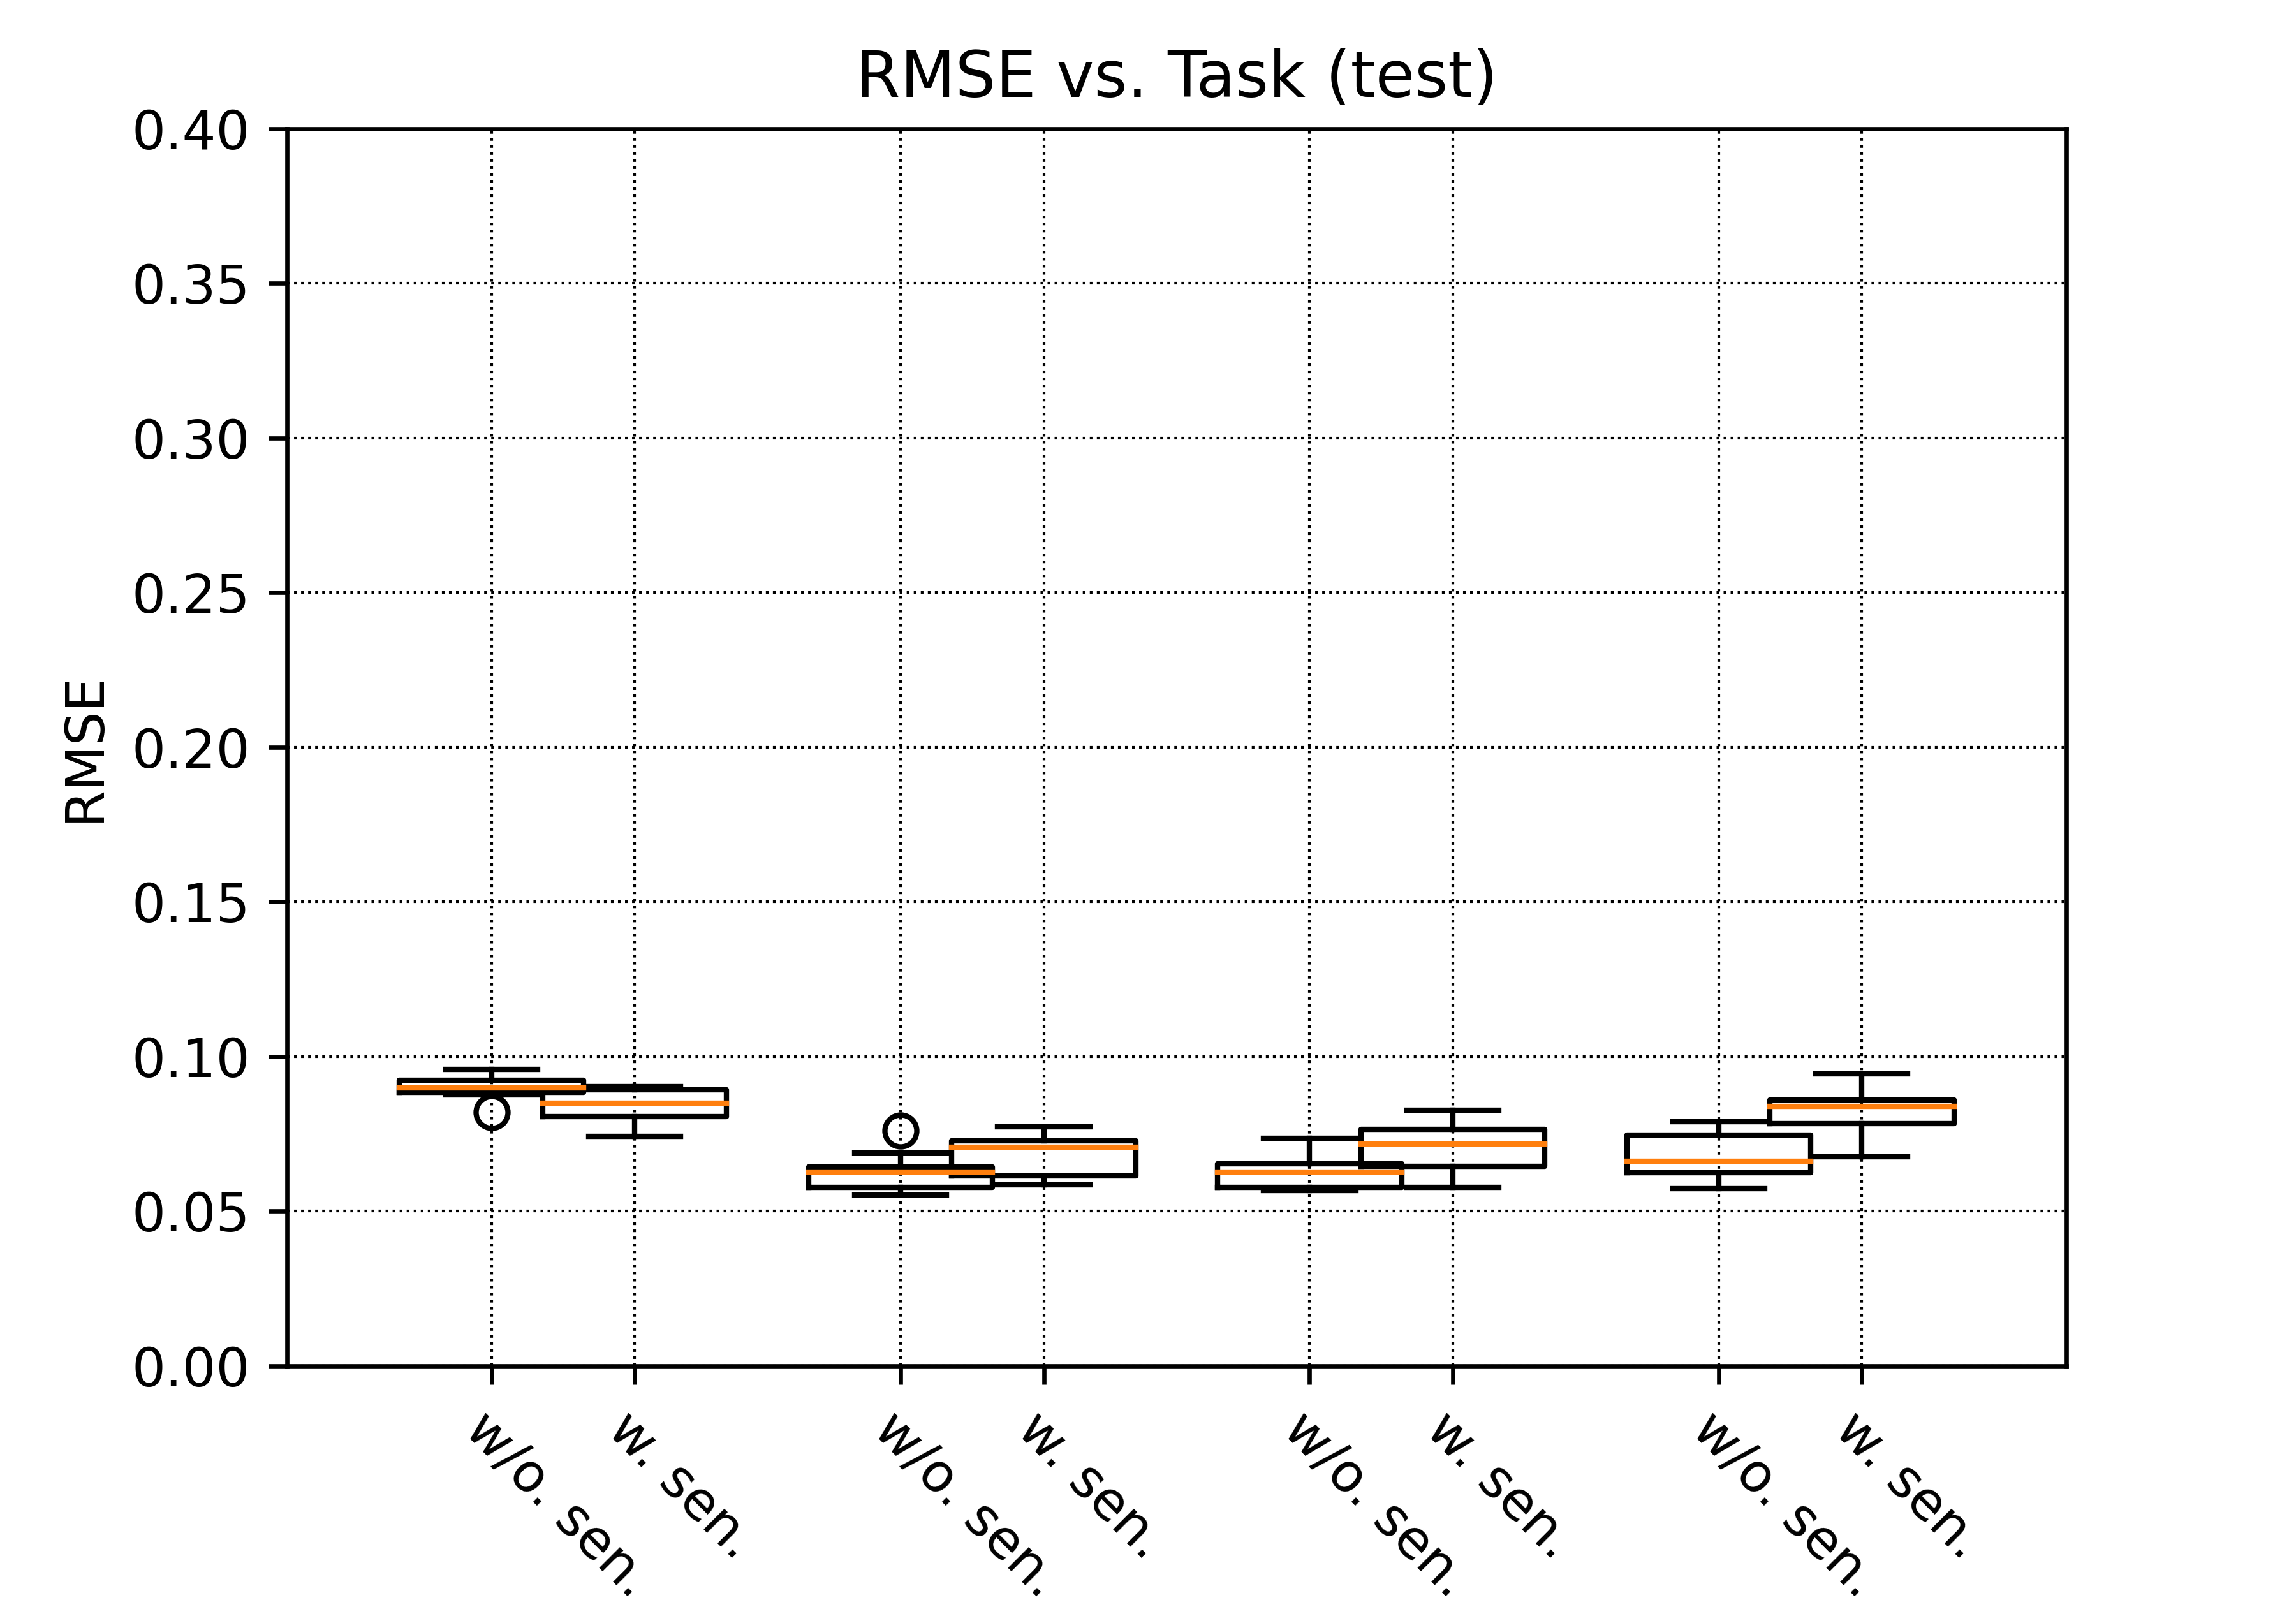 RMSE vs. Task (test)
0.40
0.35
0.30
0.25
0.20
0.15
0.10
0.05
0.00
RMSE
w/o. sen.
w. sen.
w/o. sen.
w. sen.
w/o. sen.
w. sen.
w/o. sen.
w. sen.